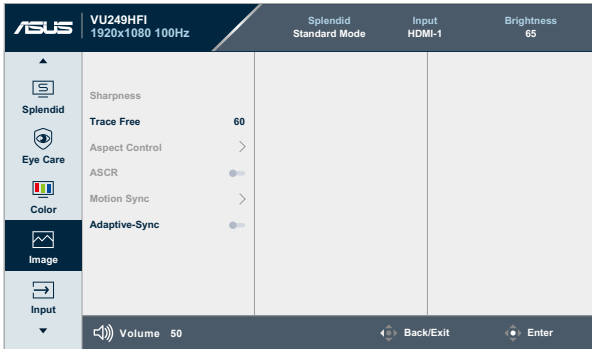 ASUS
VU249HFI
1920x1080 100Hz
Splendid
Standard Mode
Input
HDMI-1
Brightness
65
Splendid
Eye Care
Color
Image
Input
Sharpness
Trace Free 60
Aspect Control
ASCR
Motion Sync
Adaptive-Sync
Volume 50
Back/Exit
Enter